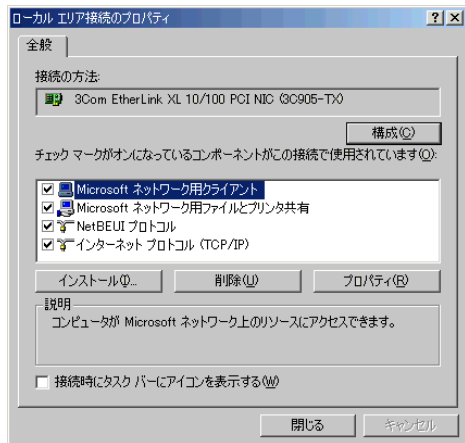 ローカル エリア接続のプロパティ
全般
接続の方法:
3Com EtherLink XL 10/100 PCI NIC (3C905-TX)
構成(C)
チェック マークがオンになっているコンポーネントがこの接続で使用されています(O):
Microsoft ネットワーク用クライアント
Microsoft ネットワーク用ファイルとプリンタ共有
NetBEUI プロトコル
インターネット プロトコル (TCP/IP)
インストール(I)... 削除(U) プロパティ(R)
説明
コンピュータが Microsoft ネットワーク上のリソースにアクセスできます。
接続時にタスク バーにアイコンを表示する(W)
閉じる キャンセル